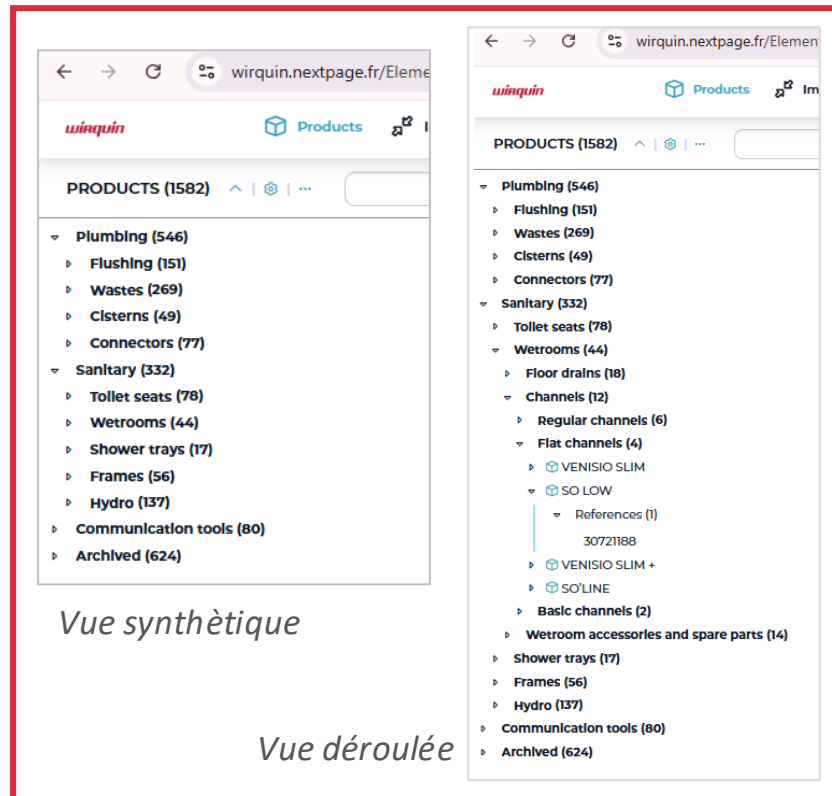 wirquin.nextpage.fr/Eleme
wirquin
Products
PRODUCTS (1582)
Plumbing (546)
Flushing (151)
Wastes (269)
Cisterns (49)
Connectors (77)
Sanitary (332)
Toilet seats (78)
Wetrooms (44)
Shower trays (17)
Frames (56)
Hydro (137)
Communication tools (80)
Archived (624)
Vue synthètique
wirquin.nextpage.fr/Elemen
wirquin
Products Im
PRODUCTS (1582)
Plumbing (546)
Flushing (151)
Wastes (269)
Cisterns (49)
Connectors (77)
Sanitary (332)
Toilet seats (78)
Wetrooms (44)
Floor drains (18)
Channels (12)
Regular channels (6)
Flat channels (4)
VENISIO SLIM
SO LOW
References (1)
30721188
VENISIO SLIM +
SO'LINE
Basic channels (2)
Wetroom accessories and spare parts (14)
Shower trays (17)
Frames (56)
Hydro (137)
Communication tools (80)
Archived (624)
Vue déroulée